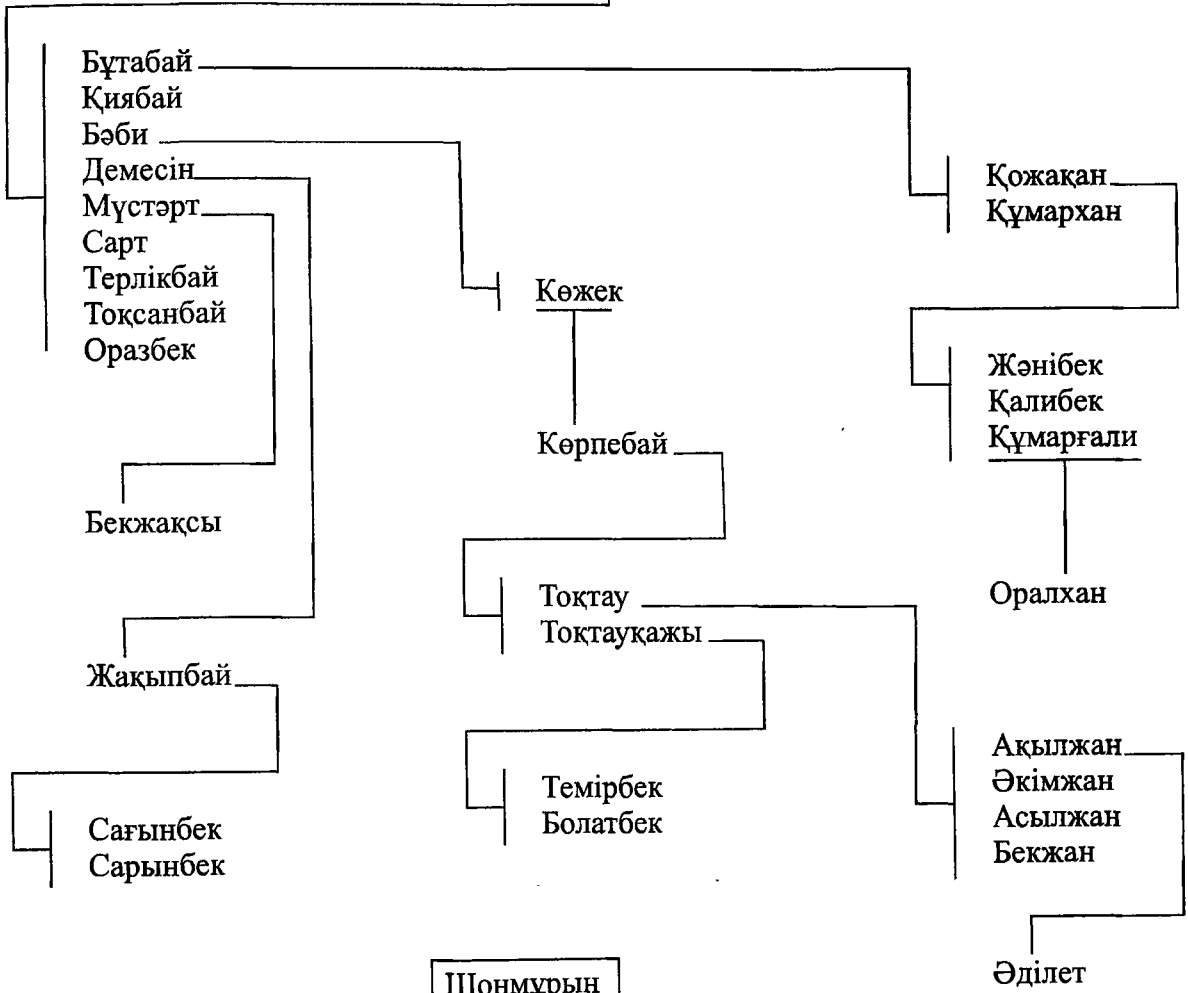 Бұтабай
Қиябай
Бәби
Демесін
Мүстәрт
Сарт
Терлікбай
Тоқсанбай
Оразбек
Қожақан
Құмархан
Көжек
Жәнібек
Қалибек
Құмарғали
Көрпебай
Бекжақсы
Оралхан
Тоқтау
Тоқтауқажы
Жақыпбай
Ақылжан
Әкімжан
Асылжан
Бекжан
Темірбек
Болатбек
Сағынбек
Сарынбек
Әділет
Шонмұрын